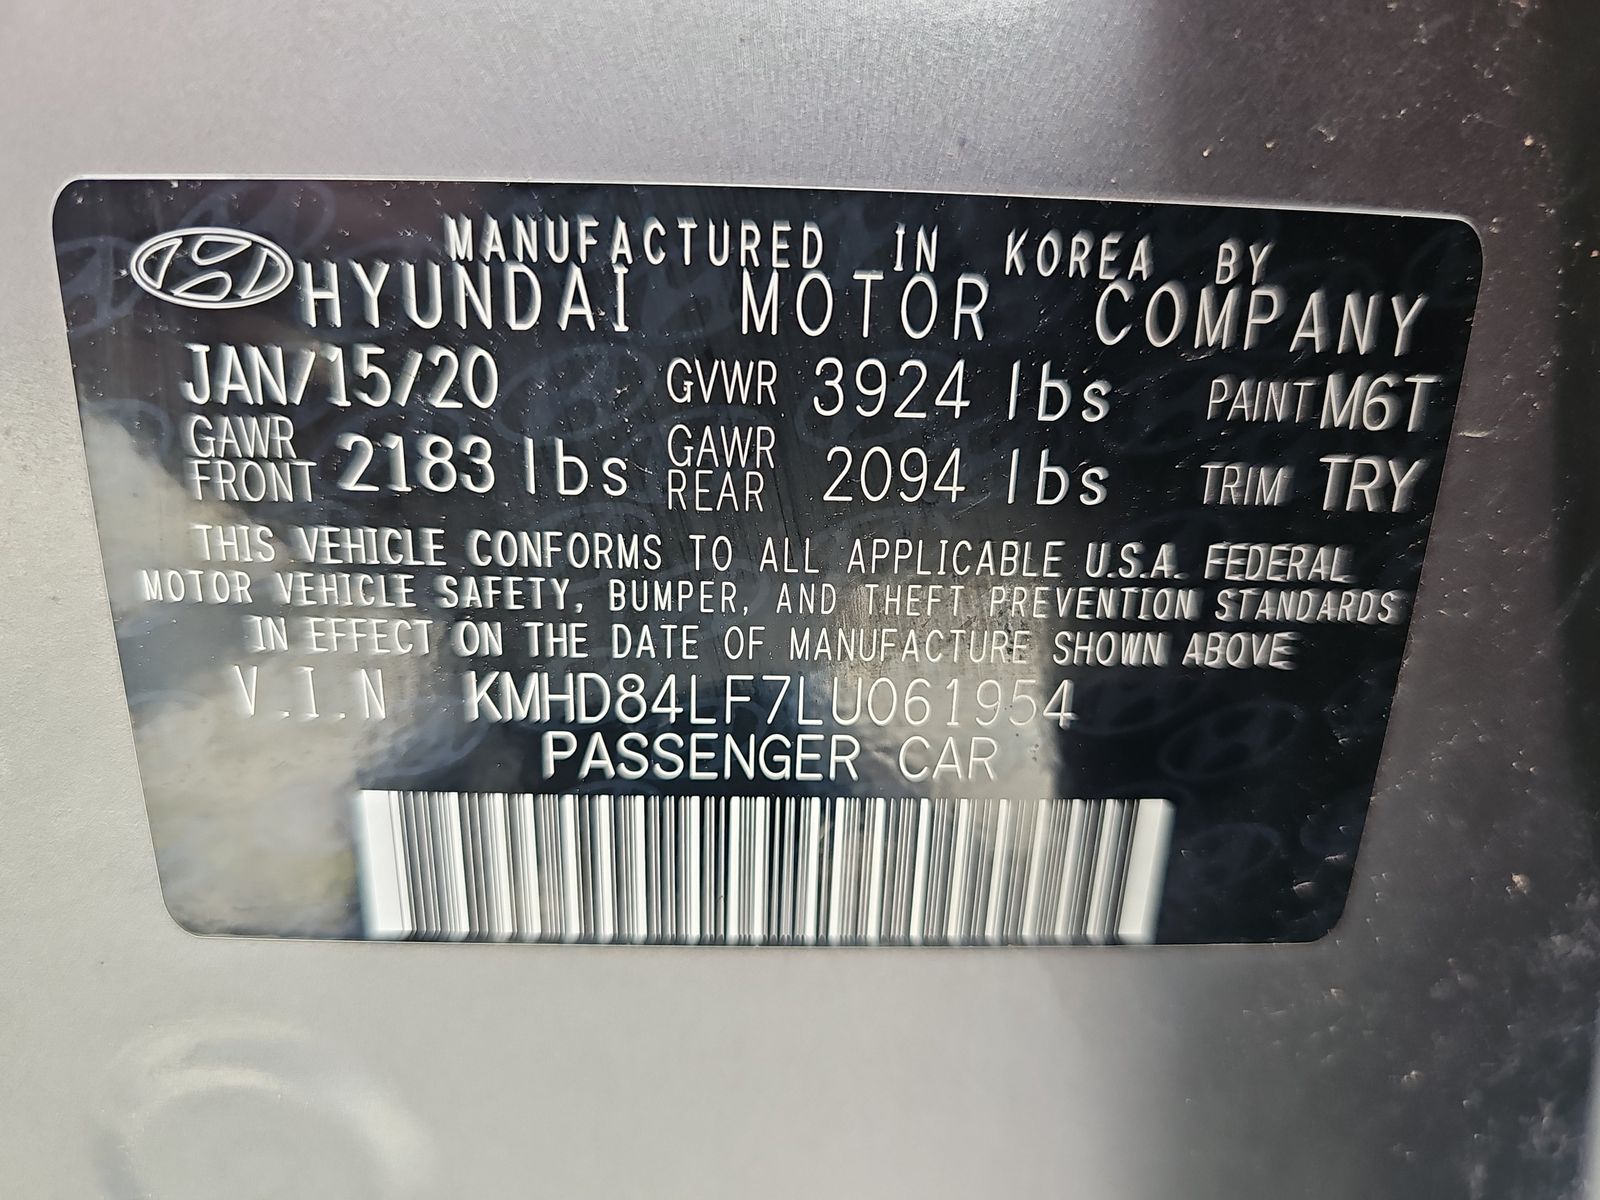 MANUFACTURED IN KOREA BY
HYUNDAI MOTOR COMPANY
JAN/15/20 GVWR 3924 lbs PAINT M6T
GAWR FRONT 2183 lbs GAWR REAR 2094 lbs TRIM TRY
THIS VEHICLE CONFORMS TO ALL APPLICABLE U.S.A. FEDERAL
MOTOR VEHICLE SAFETY, BUMPER, AND THEFT PREVENTION STANDARDS
IN EFFECT ON THE DATE OF MANUFACTURE SHOWN ABOVE
V.I.N KMHD84LF7LU061954
PASSENGER CAR